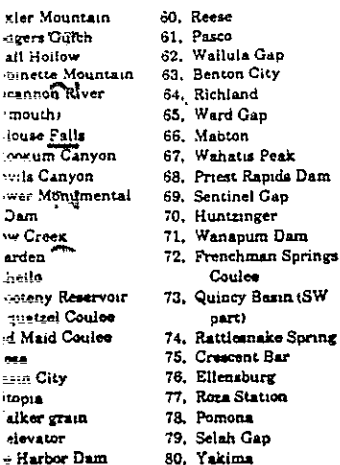 xler Mountain
Hollow
Mountain
River
mouth)
louse Falls
Canyon
Canyon
Monumental
Dam
Creek
arden
Reservoir
Coulee
Maid Coulee
City
alker grain
elevator
Harbor Dam
60, Reese
61, Pasco
62, Wallula Gap
63, Benton City
64, Richland
65, Ward Gap
66, Mabton
67, Wahatis Peak
68, Priest Rapids Dam
69, Sentinel Gap
70, Huntzinger
71, Wanapum Dam
72, Frenchman Springs
Coulee
73, Quincy Basin (SW
part)
74, Rattlesnake Spring
75, Crescent Bar
76, Ellensburg
77, Roza Station
78, Pomona
79, Selah Gap
80, Yakima